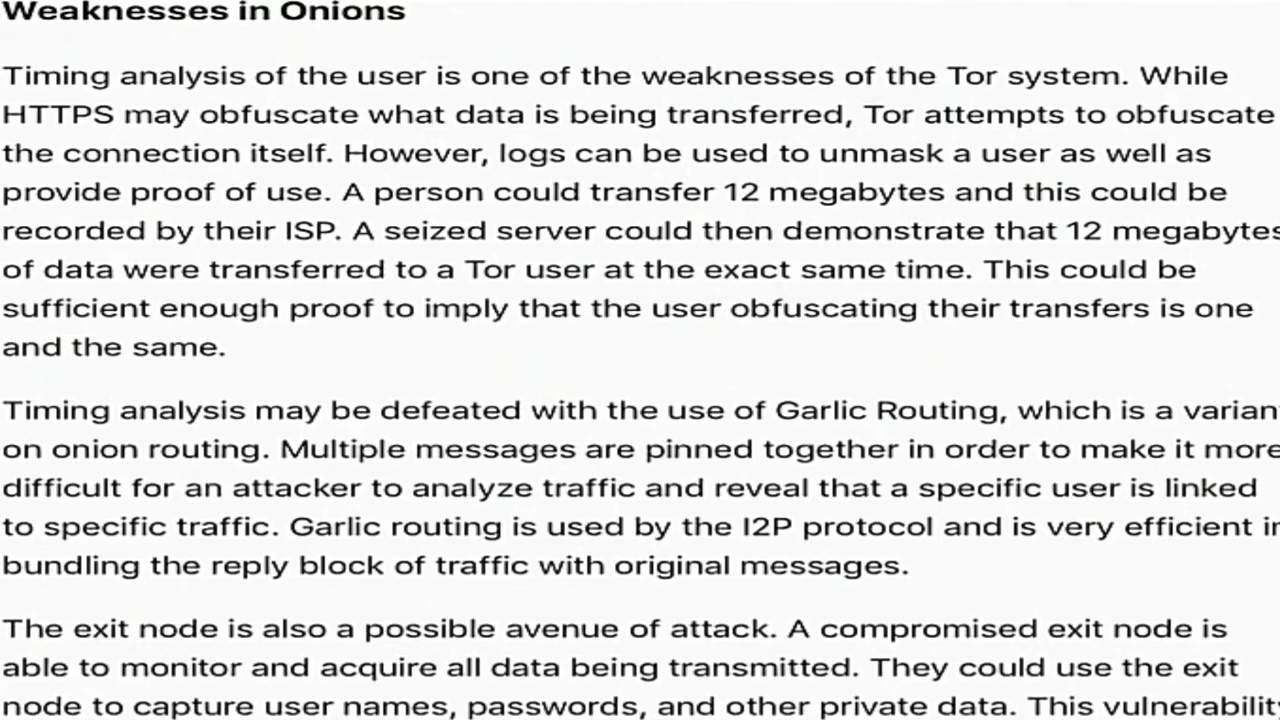 Weaknesses in Onions
Timing analysis of the user is one of the weaknesses of the Tor system. While
HTTPS may obfuscate what data is being transferred, Tor attempts to obfuscate
the connection itself. However, logs can be used to unmask a user as well as
provide proof of use. A person could transfer 12 megabytes and this could be
recorded by their ISP. A seized server could then demonstrate that 12 megabytes
of data were transferred to a Tor user at the exact same time. This could be
sufficient enough proof to imply that the user obfuscating their transfers is one
and the same.
Timing analysis may be defeated with the use of Garlic Routing, which is a varian
on onion routing. Multiple messages are pinned together in order to make it more
difficult for an attacker to analyze traffic and reveal that a specific user is linked
to specific traffic. Garlic routing is used by the I2P protocol and is very efficient in
bundling the reply block of traffic with original messages.
The exit node is also a possible avenue of attack. A compromised exit node is
able to monitor and acquire all data being transmitted. They could use the exit
node to capture user names, passwords, and other private data. This vulnerability